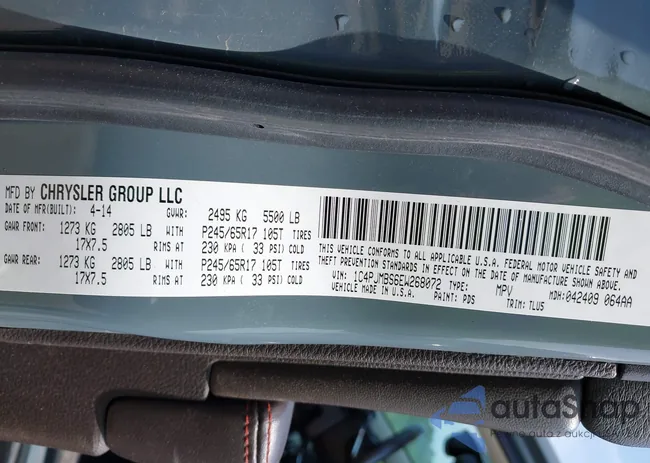 MFD BY CHRYSLER GROUP LLC
DATE OF MFR(BUILT): 4-14 GVWR: 2495 KG 5500 LB
GAWR FRONT: 1273 KG 2805 LB P245/65R17 105T TIRES
17X7.5 RIMS AT 230 KPA ( 33 PSI) COLD
GAWR REAR: 1273 KG 2805 LB P245/65R17 105T TIRES
17X7.5 RIMS AT 230 KPA ( 33 PSI) COLD
THIS VEHICLE CONFORMS TO ALL APPLICABLE U.S.A. FEDERAL MOTOR VEHICLE SAFETY AND
THEFT PREVENTION STANDARDS IN EFFECT ON THE DATE OF MANUFACTURE SHOWN ABOVE.
VIN: 1C4PJMBS6EW268072 TYPE: MPV MDH: 042409 064AA
VEHICLE MADE IN U.S.A. PAINT: PDS TRIM: TLU5
autaShop